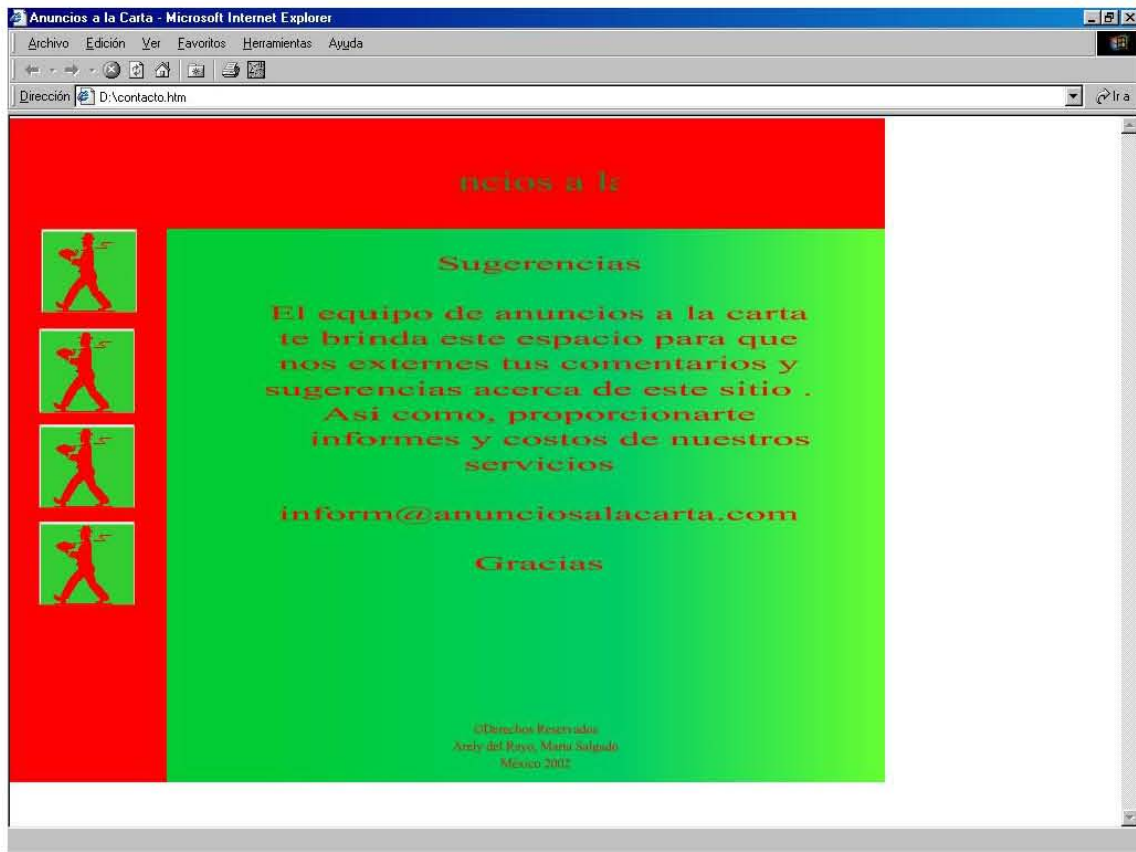 Anuncios a la Carta - Microsoft Internet Explorer
Archivo Edición Ver Favoritos Herramientas Ayuda
Dirección D:\contacto.htm Ir a
ncios a la
Sugerencias
El equipo de anuncios a la carta
te brinda este espacio para que
nos externes tus comentarios y
sugerencias acerca de este sitio .
Asi como, proporcionarte
informes y costos de nuestros
servicios
inform@anunciosalacarta.com
Gracias
©Derechos Reservados
Arely del Rayo, Maria Salgado
México 2002